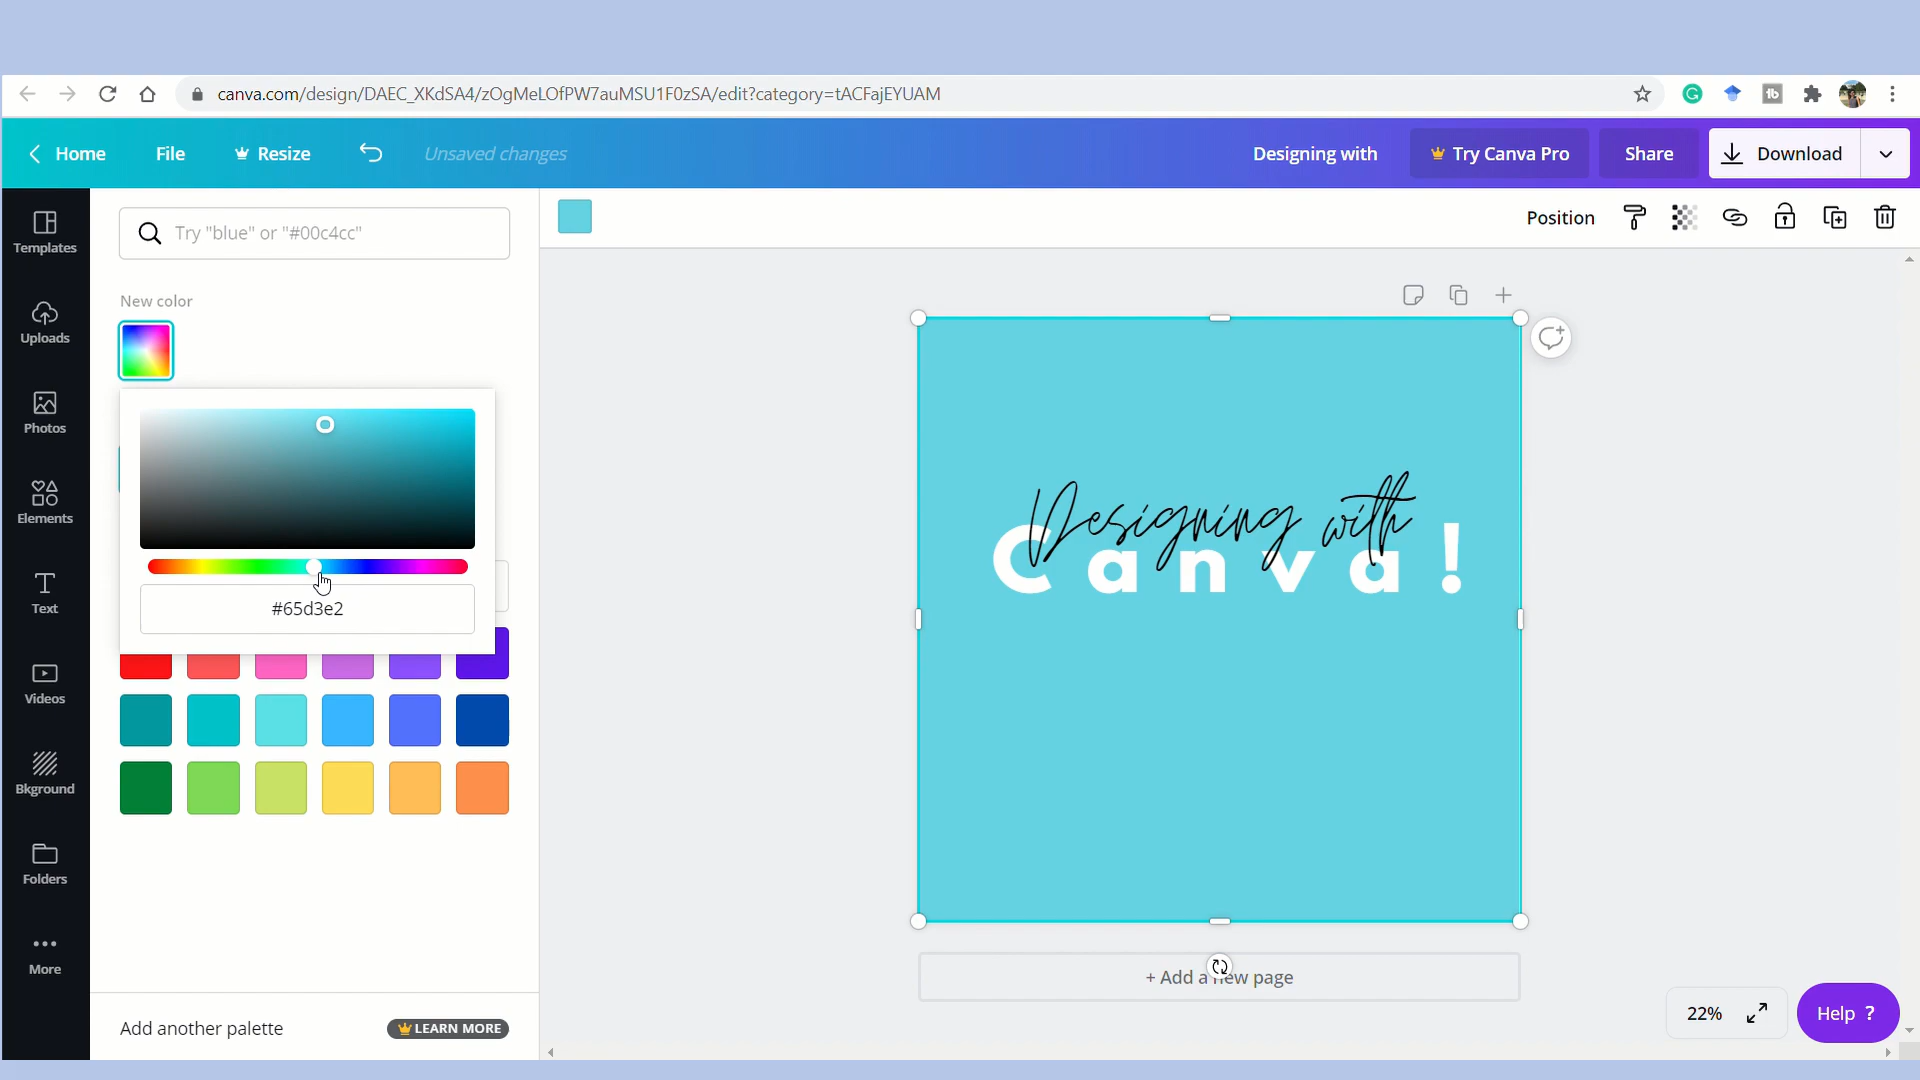 canva.com/design/DAEC_XKdSA4/zOgMeLOfPW7auMSU1F0zSA/edit?category=tACFajEYUAM
Home File Resize Unsaved changes Designing with Try Canva Pro Share Download
Templates
Uploads
Photos
Elements
Text
Videos
Bkground
Folders
More
Try "blue" or "#00c4cc"
New color
#65d3e2
Add another palette LEARN MORE
Position
Designing with
Canva!
+ Add a new page
22%
Help ?